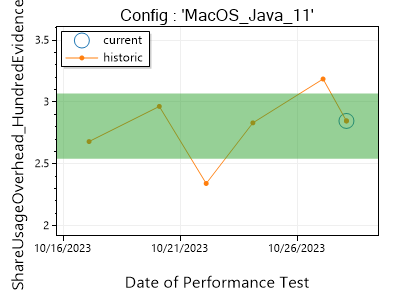 Config : 'MacOS_Java_11'
ShareUsageOverhead_HundredEvidence
3.5
3
2.5
2
current
historic
10/16/2023
10/21/2023
10/26/2023
Date of Performance Test